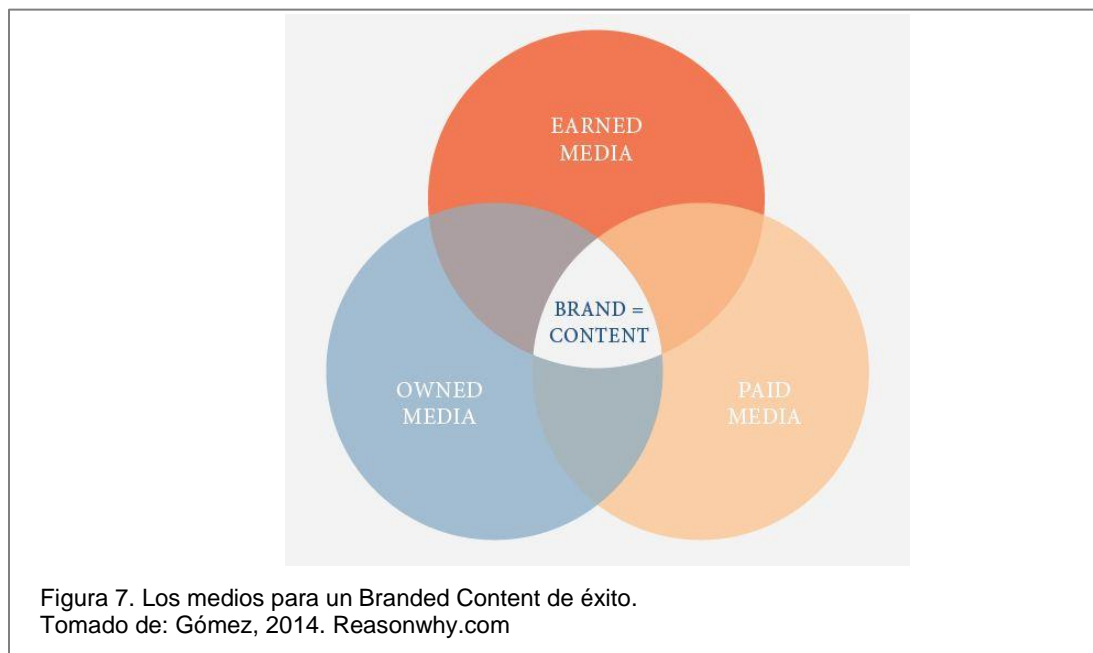 EARNED
MEDIA
BRAND =
CONTENT
OWNED
MEDIA
PAID
MEDIA
Figura 7. Los medios para un Branded Content de éxito.
Tomado de: Gómez, 2014. Reasonwhy.com